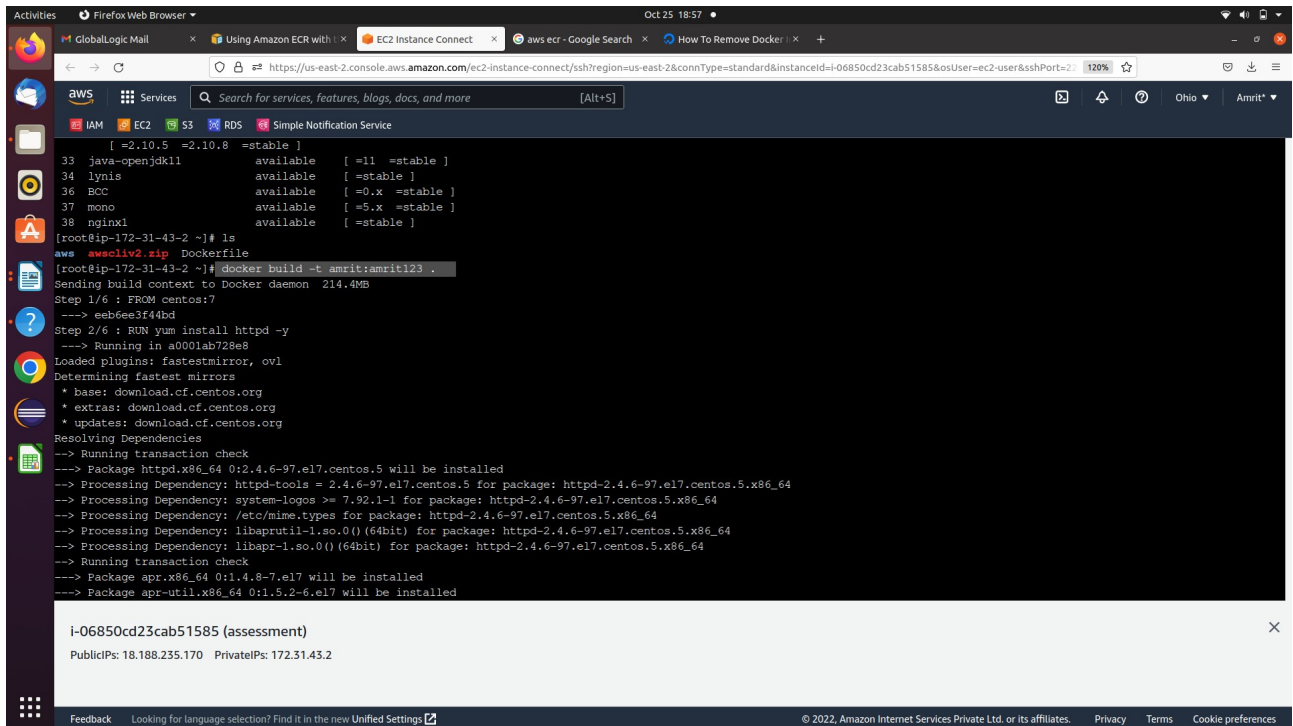 Activities Firefox Web Browser Oct 25 18:57
GlobalLogic Mail × Using Amazon ECR with × EC2 Instance Connect × aws ecr - Google Search × How To Remove Docker × +
https://us-east-2.console.aws.amazon.com/ec2-instance-connect/ssh?region=us-east-2&connType=standard&instanceId=i-06850cd23cab51585&osUser=ec2-user&sshPort=22 120%
aws Services Search for services, features, blogs, docs, and more [Alt+S] Ohio Amrit*
IAM EC2 S3 RDS Simple Notification Service
[ =2.10.5 =2.10.8 =stable ]
33 java-openjdk11 available [ =11 =stable ]
34 lynis available [ =stable ]
36 BCC available [ =0.x =stable ]
37 mono available [ =5.x =stable ]
38 nginx1 available [ =stable ]
[root@ip-172-31-43-2 ~]# ls
aws awscliv2.zip Dockerfile
[root@ip-172-31-43-2 ~]# docker build -t amrit:amrit123 .
Sending build context to Docker daemon 214.4MB
Step 1/6 : FROM centos:7
---> eeb6ee3f44bd
Step 2/6 : RUN yum install httpd -y
---> Running in a0001ab728e8
Loaded plugins: fastestmirror, ovl
Determining fastest mirrors
* base: download.cf.centos.org
* extras: download.cf.centos.org
* updates: download.cf.centos.org
Resolving Dependencies
--> Running transaction check
---> Package httpd.x86_64 0:2.4.6-97.el7.centos.5 will be installed
--> Processing Dependency: httpd-tools = 2.4.6-97.el7.centos.5 for package: httpd-2.4.6-97.el7.centos.5.x86_64
--> Processing Dependency: system-logos >= 7.92.1-1 for package: httpd-2.4.6-97.el7.centos.5.x86_64
--> Processing Dependency: /etc/mime.types for package: httpd-2.4.6-97.el7.centos.5.x86_64
--> Processing Dependency: libaprutil-1.so.0()(64bit) for package: httpd-2.4.6-97.el7.centos.5.x86_64
--> Processing Dependency: libapr-1.so.0()(64bit) for package: httpd-2.4.6-97.el7.centos.5.x86_64
--> Running transaction check
---> Package apr.x86_64 0:1.4.8-7.el7 will be installed
---> Package apr-util.x86_64 0:1.5.2-6.el7 will be installed
i-06850cd23cab51585 (assessment)
PublicIPs: 18.188.235.170 PrivateIPs: 172.31.43.2
Feedback Looking for language selection? Find it in the new Unified Settings © 2022, Amazon Internet Services Private Ltd. or its affiliates. Privacy Terms Cookie preferences